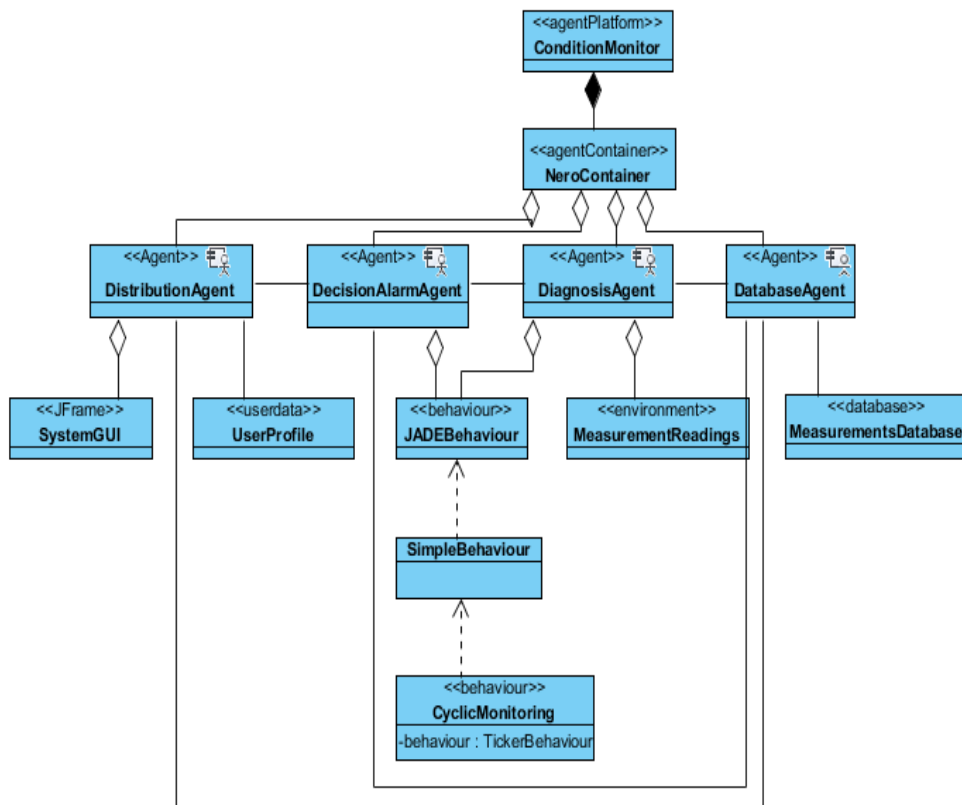 <<agentPlatform>>
ConditionMonitor
<<agentContainer>>
NeroContainer
<<Agent>>
DistributionAgent
<<Agent>>
DecisionAlarmAgent
<<Agent>>
DiagnosisAgent
<<Agent>>
DatabaseAgent
<<JFrame>>
SystemGUI
<<userdata>>
UserProfile
<<behaviour>>
JADEBehaviour
<<environment>>
MeasurementReadings
<<database>>
MeasurementsDatabase
SimpleBehaviour
<<behaviour>>
CyclicMonitoring
-behaviour : TickerBehaviour